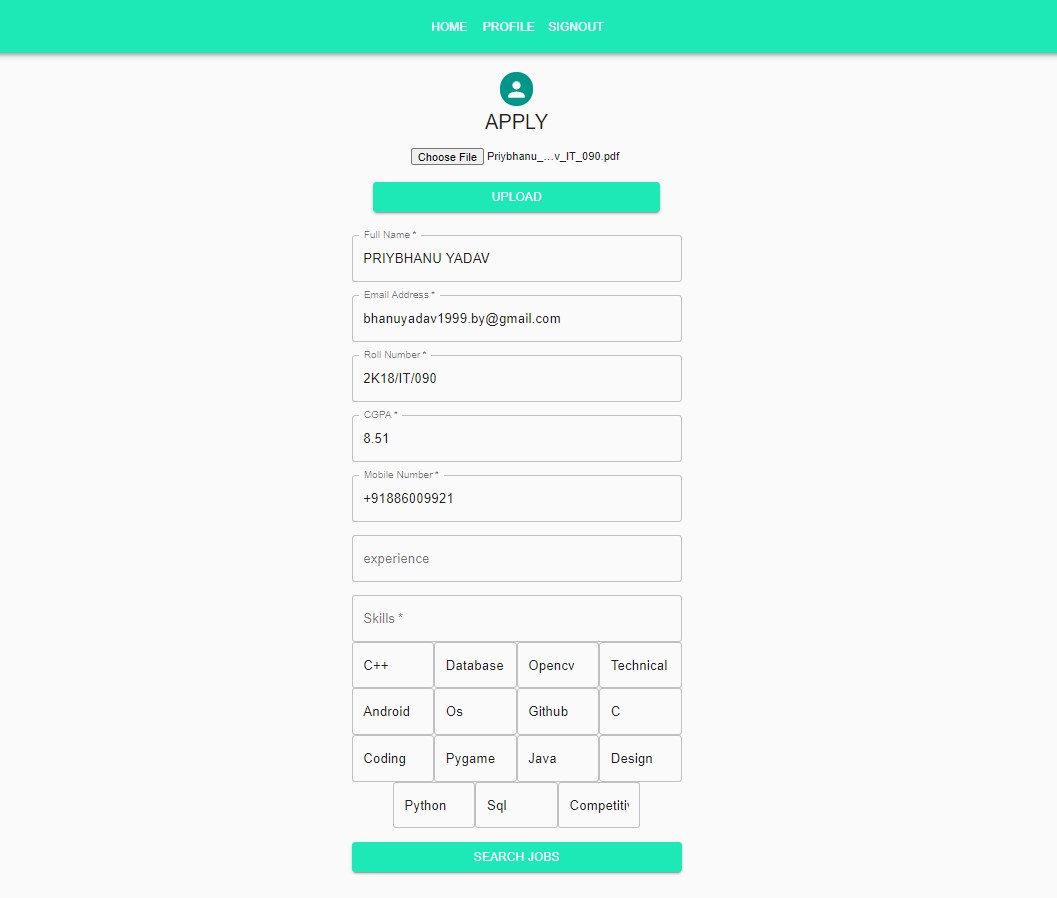 HOME PROFILE SIGNOUT
APPLY
Choose File Priybhanu_...v_IT_090.pdf
UPLOAD
Full Name *
PRIYBHANU YADAV
Email Address *
bhanuyadav1999.by@gmail.com
Roll Number *
2K18/IT/090
CGPA *
8.51
Mobile Number *
+91886009921
experience
Skills *
C++ Database Opencv Technical
Android Os Github C
Coding Pygame Java Design
Python Sql Competitiv
SEARCH JOBS